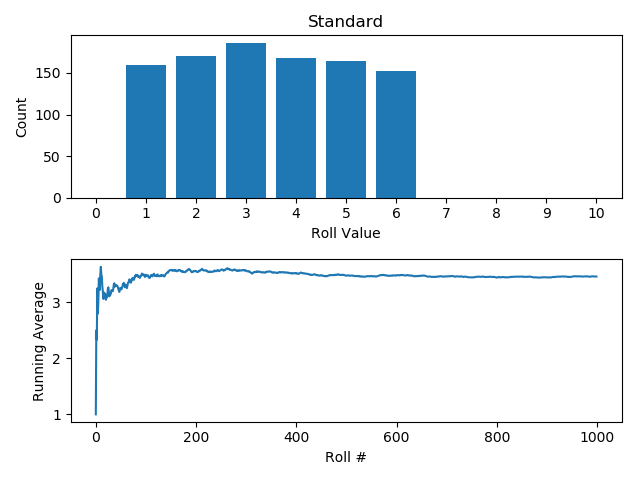 Standard
150
100
50
0
Count
0 1 2 3 4 5 6 7 8 9 10
Roll Value
3
2
1
Running Average
0 200 400 600 800 1000
Roll #